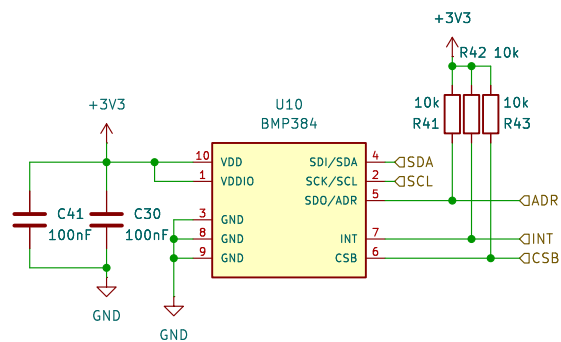 +3V3
R42 10k
+3V3
U10
BMP384
10k
10k
R41
R43
10 VDD
SDI/SDA 4 SDA
1 VDDIO
SCK/SCL 2 SCL
SDO/ADR 5 ADR
C41
100nF
C30
100nF
3 GND
8 GND
INT 7 INT
9 GND
CSB 6 CSB
GND
GND